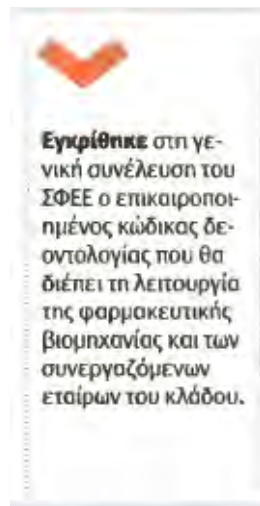 Εγκρίθηκε στη γε-
νική συνέλευση του
ΣΦΕΕ ο επικαιροποι-
ημένος κώδικας δε-
οντολογίας που θα
διέπει τη λειτουργία
της φαρμακευτικής
βιομηχανίας και των
συνεργαζόμενων
εταίρων του κλάδου.